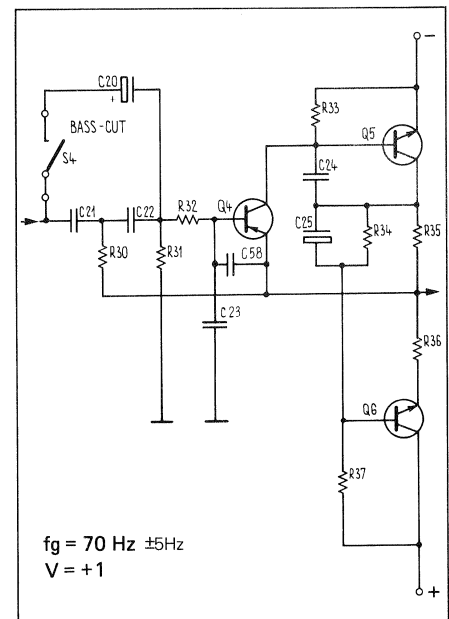 −
C20
R33
+
Q5
BASS-CUT
S4
C24
R32
Q4
C21
C22
C25
R34
R35
R30
R31
C58
C23
R36
Q6
R37
fg = 70 Hz ±5Hz
V = +1
+